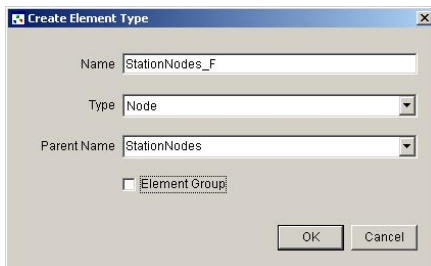 Create Element Type
Name StationNodes_F
Type Node
Parent Name StationNodes
Element Group
OK Cancel